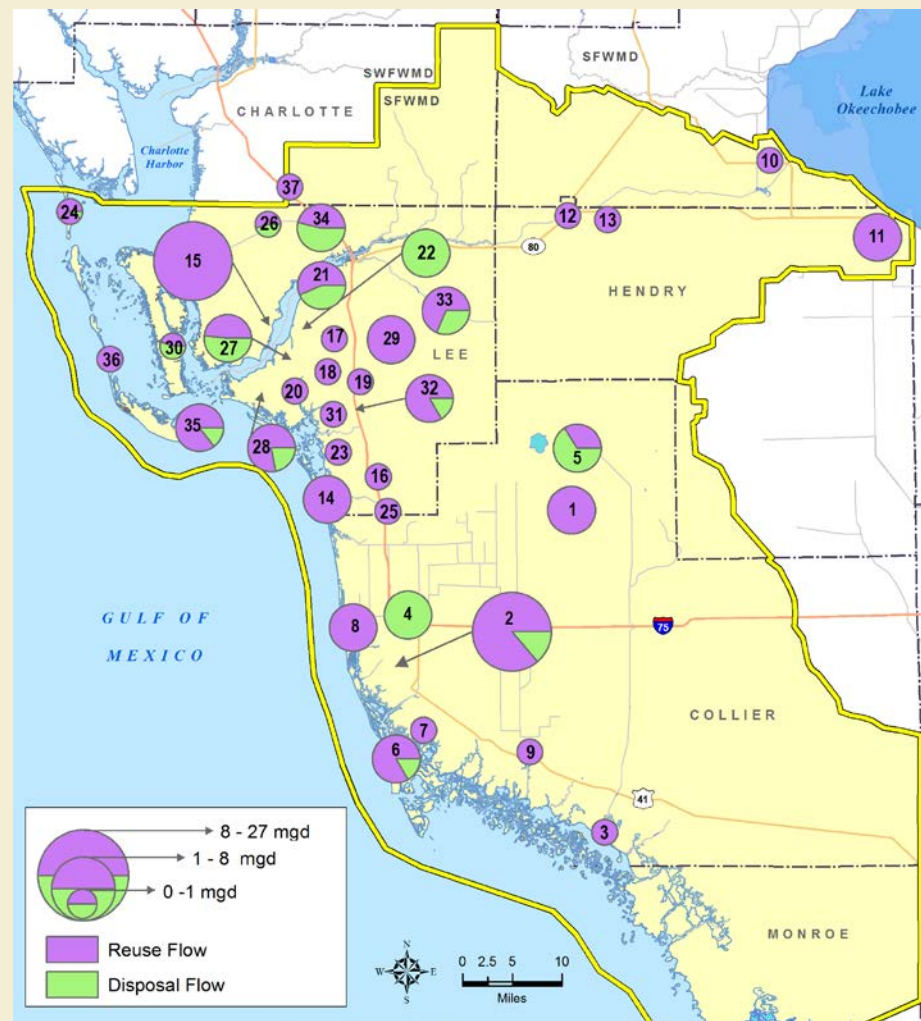 SFWMD
SWFWMD
SFWMD
Lake
Okeechobee
CHARLOTTE
Charlotte
Harbor
10
37
24
26
34
12
13
11
15
22
80
21
HENDRY
33
27
17
29
30
LEE
36
18
19
20
32
31
35
28
23
5
16
14
25
1
GULF OF
MEXICO
4
2
8
75
COLLIER
7
6
9
41
3
8 - 27 mgd
1 - 8 mgd
0 -1 mgd
Reuse Flow
Disposal Flow
N
W E
S
0 2.5 5 10
Miles
MONROE